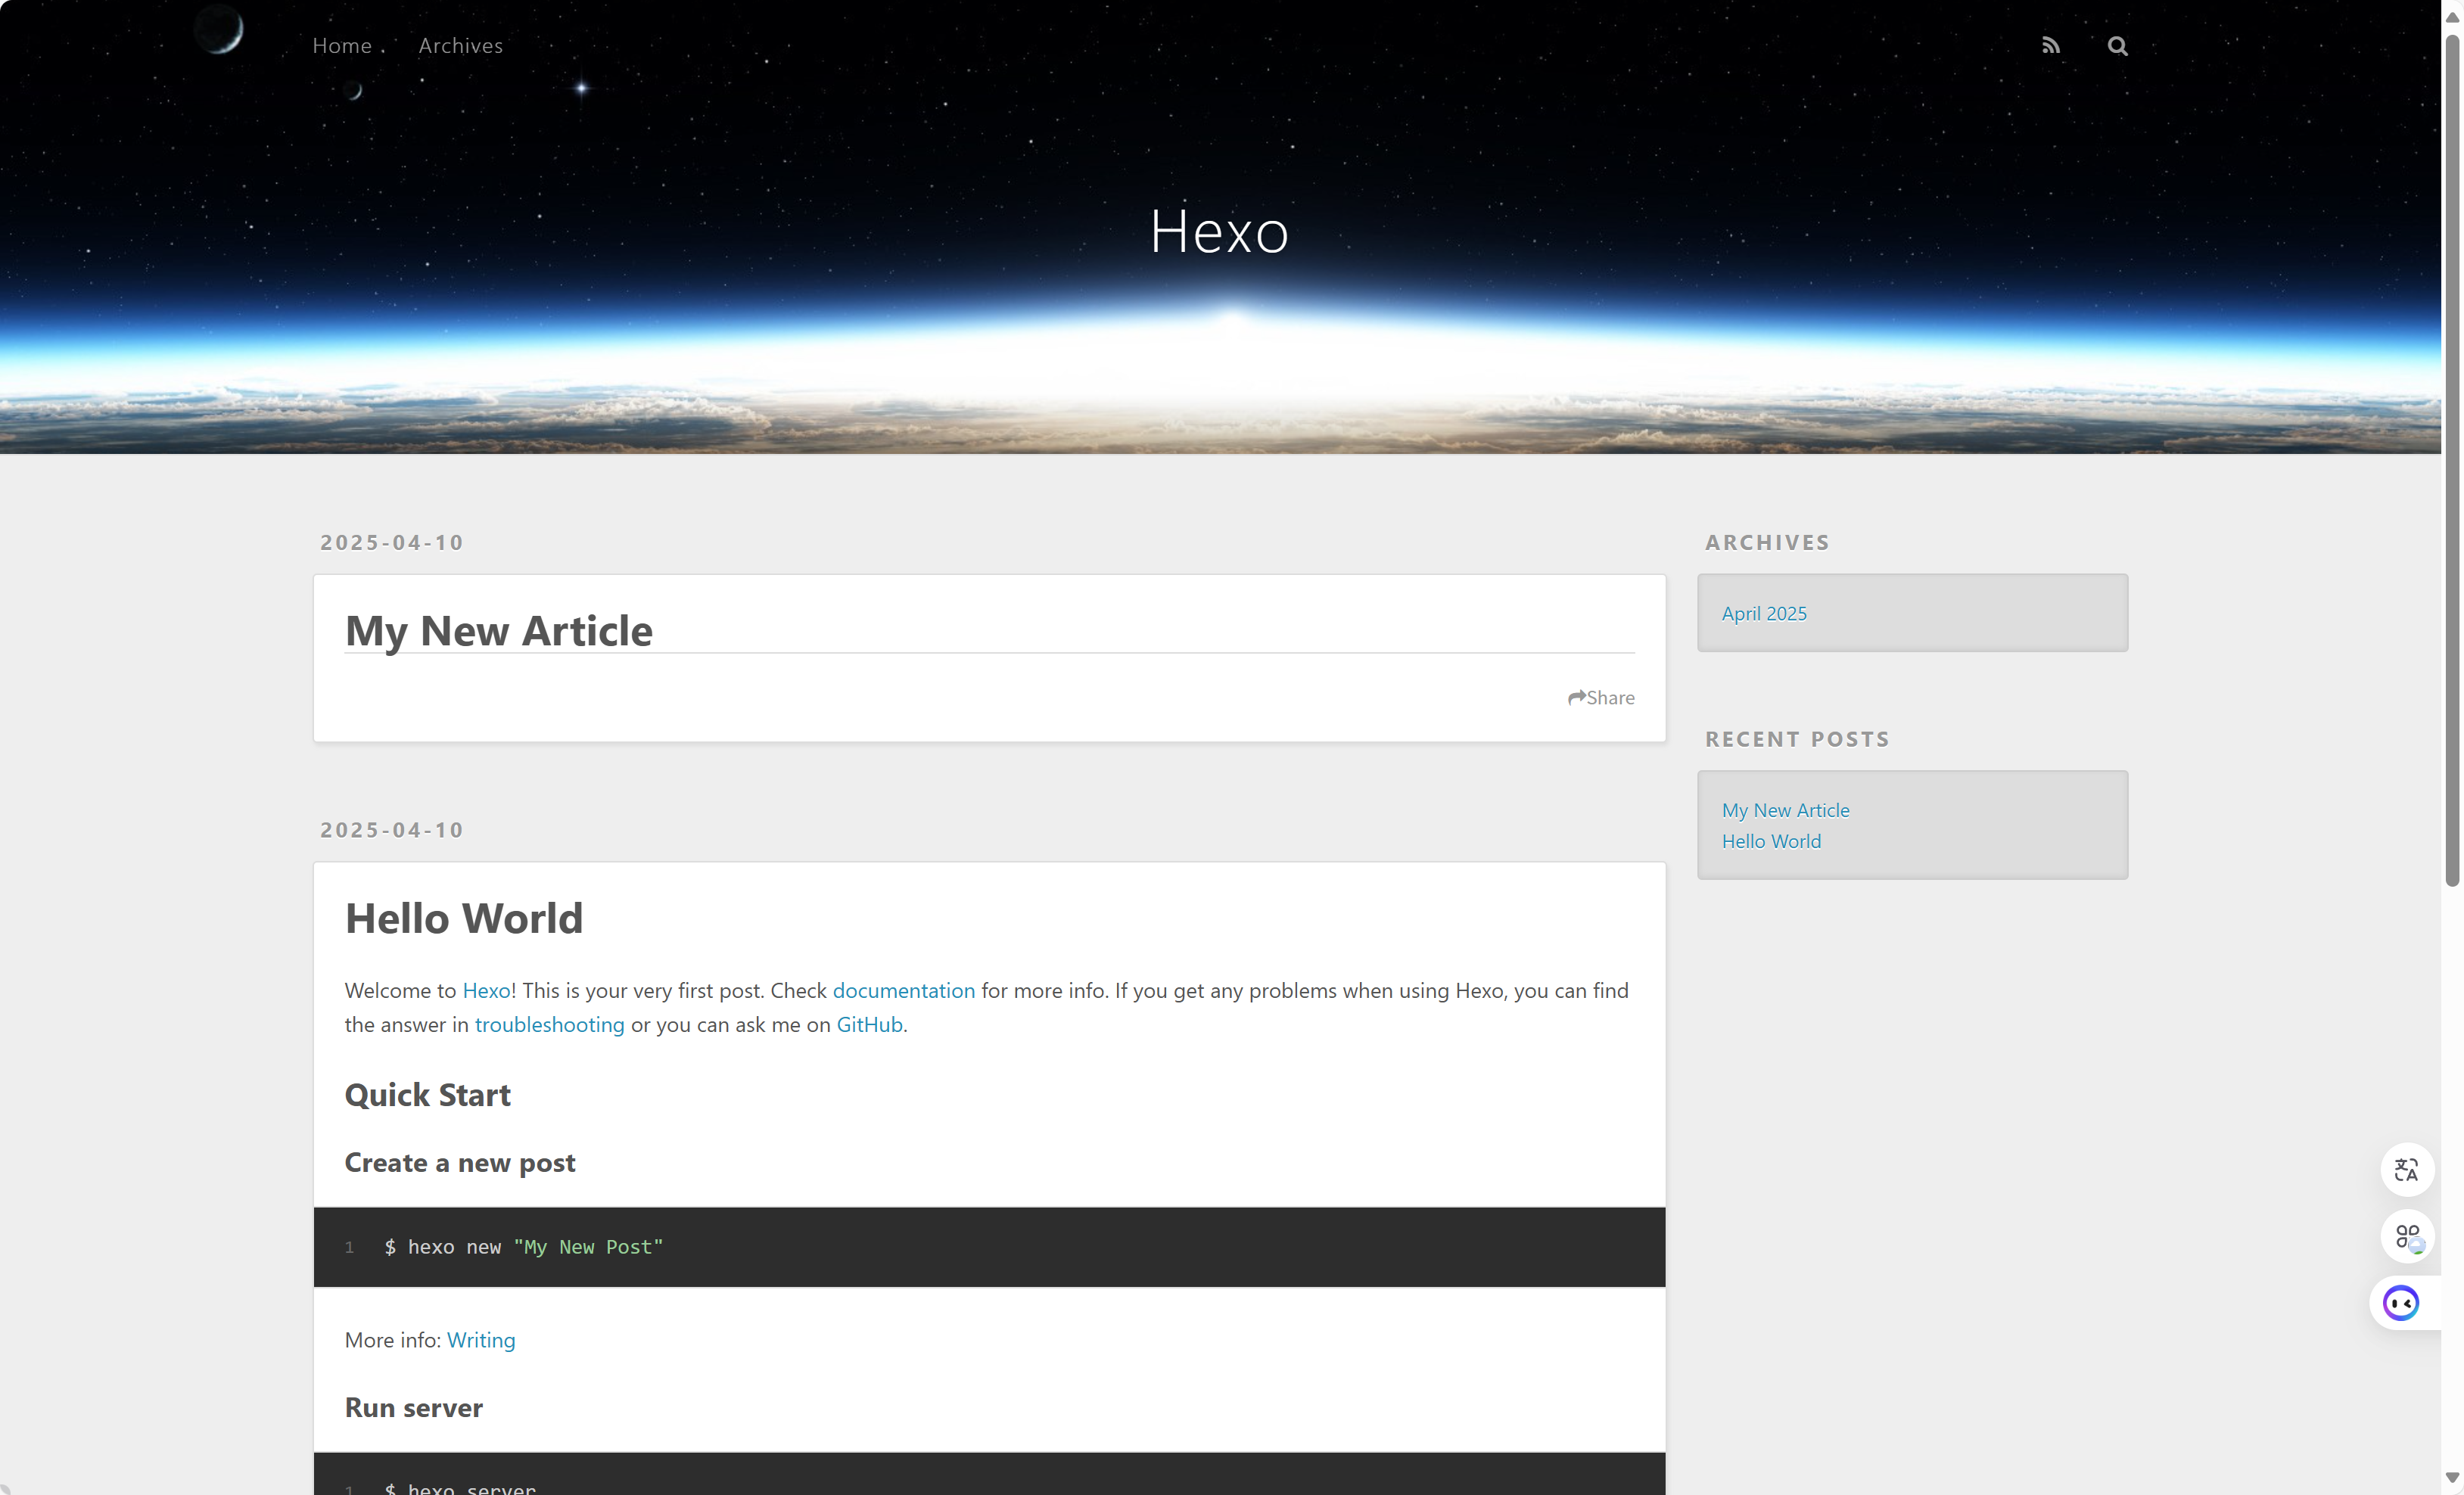 Home
Archives
Hexo
2025-04-10
My New Article
Share
2025-04-10
Hello World
Welcome to Hexo! This is your very first post. Check documentation for more info. If you get any problems when using Hexo, you can find
the answer in troubleshooting or you can ask me on GitHub.
Quick Start
Create a new post
1 $ hexo new "My New Post"
More info: Writing
Run server
1 $ hexo server
ARCHIVES
April 2025
RECENT POSTS
My New Article
Hello World